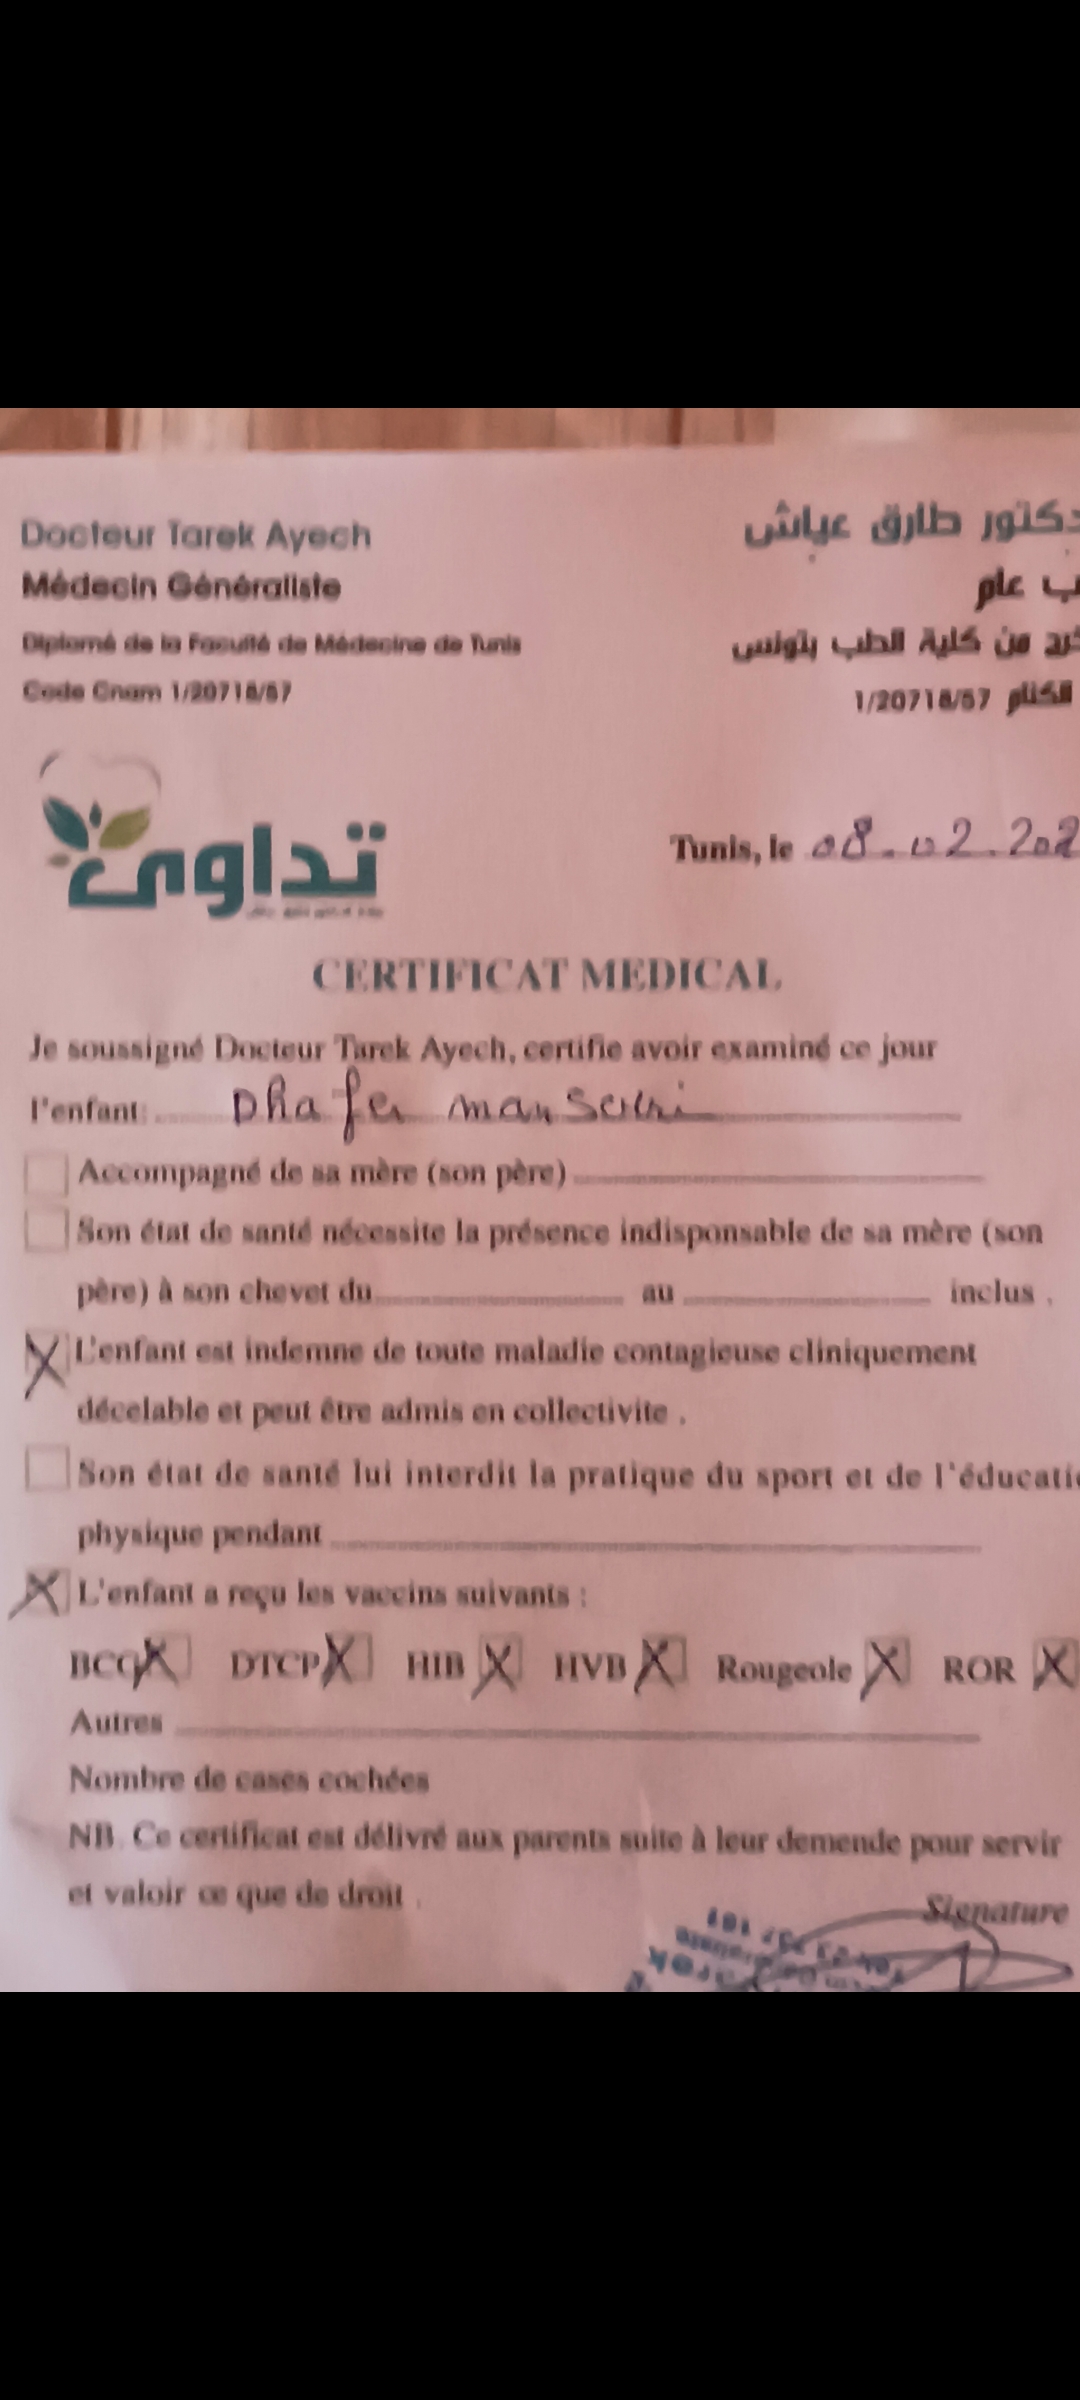 Docteur Tarek Ayech
Médecin Généraliste
Diplomé de la Faculté de Médecine de Tunis
Code Cnam 1/20718/57
دكتور طارق عياش
ب عام
خرج من كلية الطب بتونس
الكنام 1/20718/57
تداوي
Tunis, le 08.02.202
CERTIFICAT MEDICAL
Je soussigné Docteur Tarek Ayech, certifie avoir examiné ce jour
l'enfant: Dhafer mansouri
Accompagné de sa mère (son père)
Son état de santé nécessite la présence indisponsable de sa mère (son
père) à son chevet du au inclus .
X L'enfant est indemne de toute maladie contagieuse cliniquement
décelable et peut être admis en collectivite .
Son état de santé lui interdit la pratique du sport et de l'éducatio
physique pendant
X L'enfant a reçu les vaccins suivants :
BCG X DTCP X HIB X HVB X Rougeole X ROR X
Autres
Nombre de cases cochées
NB. Ce certificat est délivré aux parents suite à leur demende pour servir
et valoir ce que de droit .
Signature